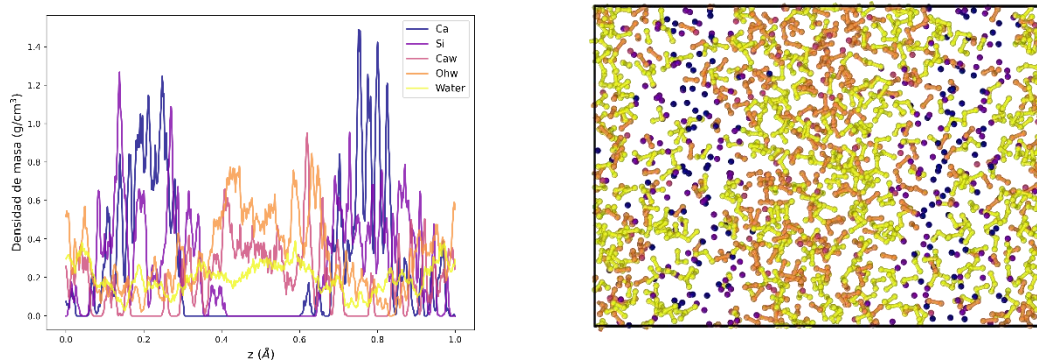 Densidad de masa (g/cm³)
1.4
1.2
1.0
0.8
0.6
0.4
0.2
0.0
Ca
Si
Caw
Ohw
Water
0.0 0.2 0.4 0.6 0.8 1.0
z (Å)